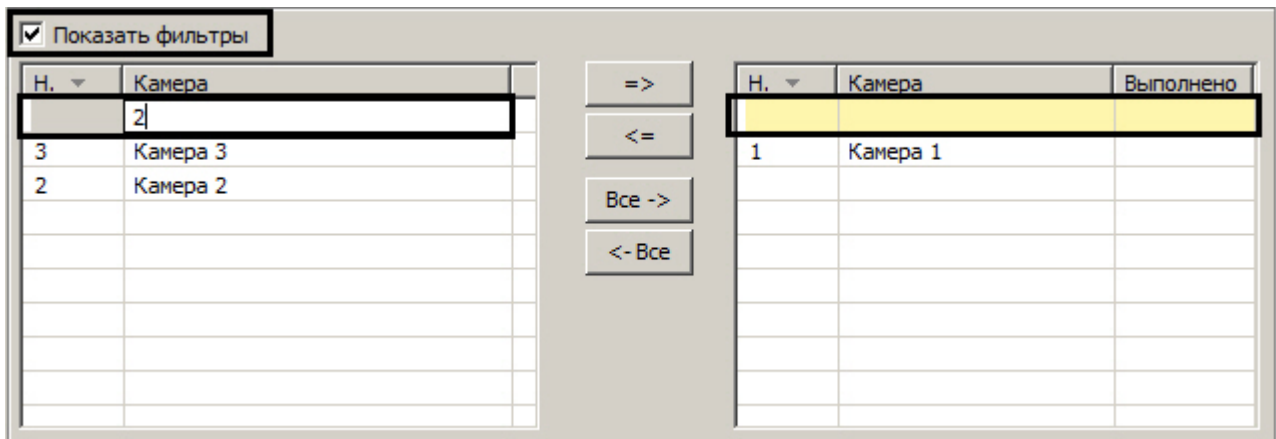 Показать фильтры
Н. Камера
2
3 Камера 3
2 Камера 2
=>
<=
Все ->
<- Все
Н. Камера Выполнено
1 Камера 1